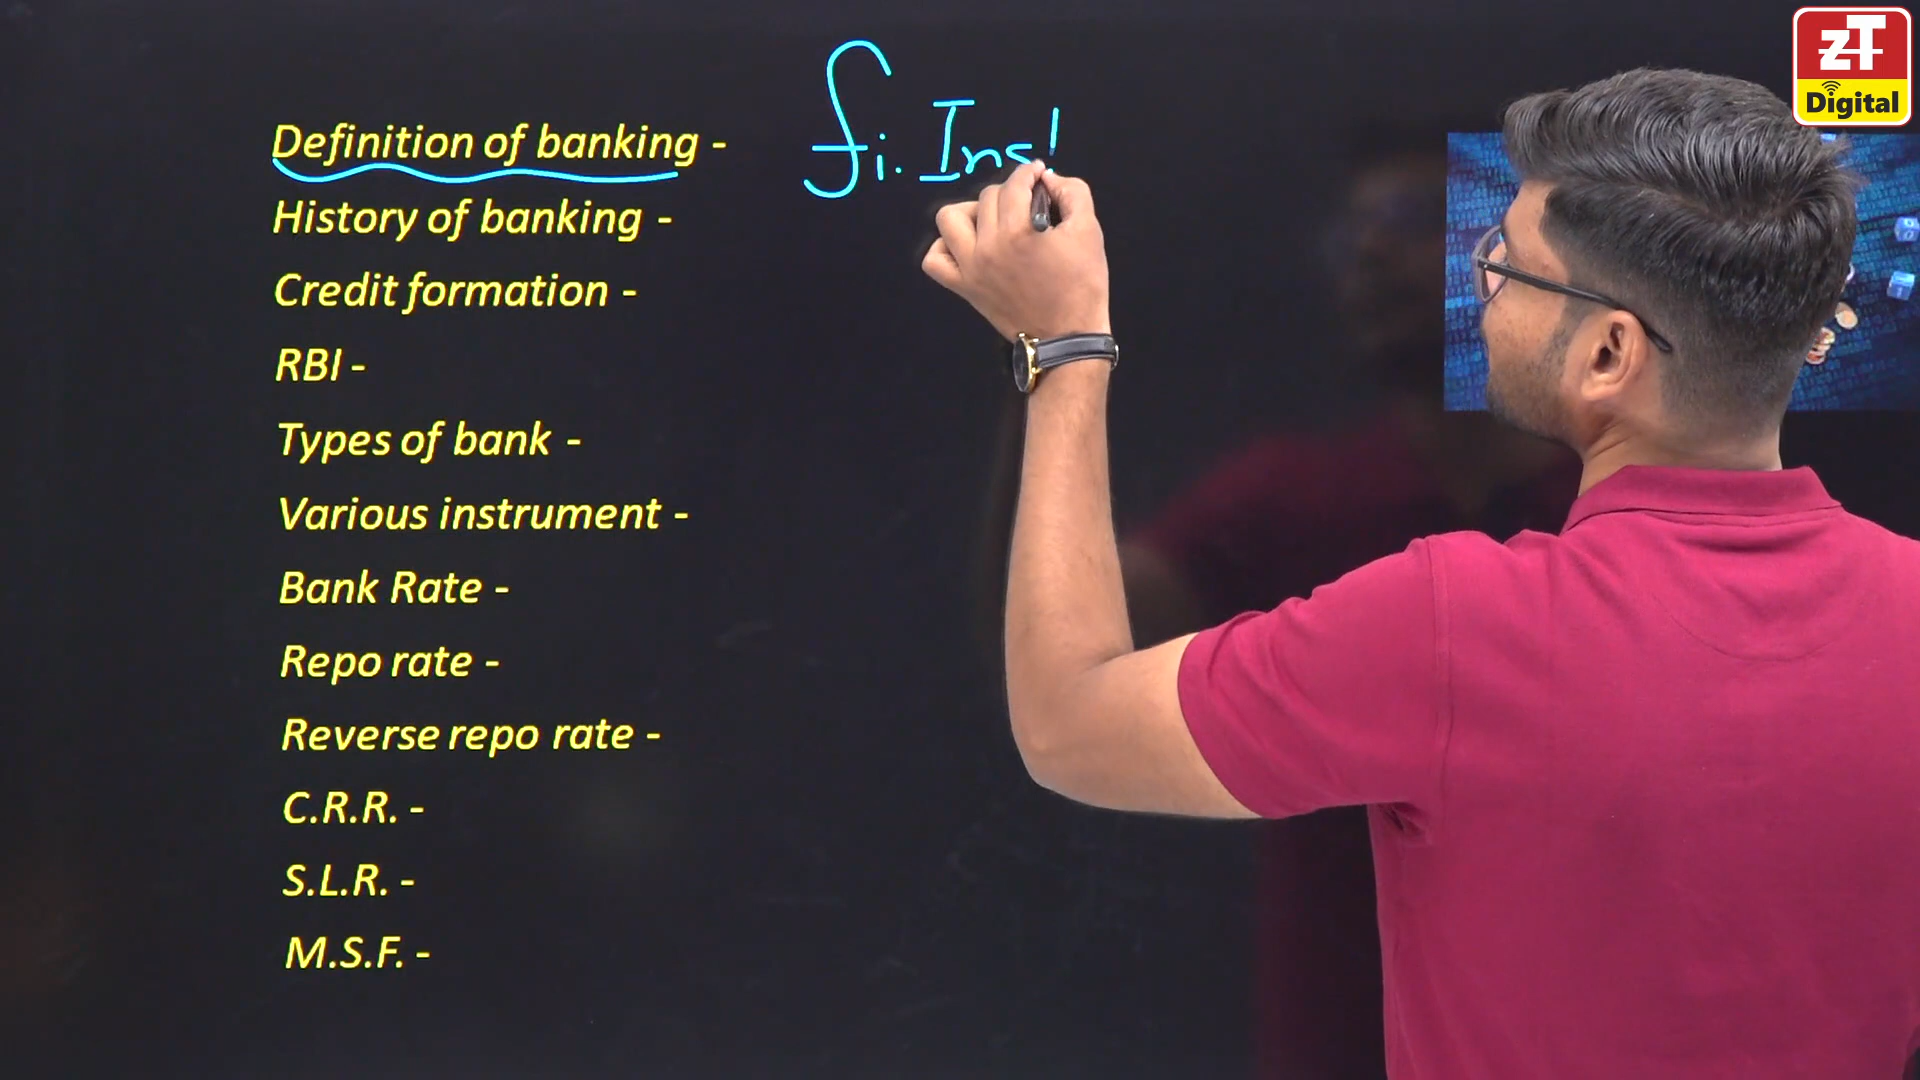 zT
Digital
Definition of banking - fi. Inst
History of banking -
Credit formation -
RBI -
Types of bank -
Various instrument -
Bank Rate -
Repo rate -
Reverse repo rate -
C.R.R. -
S.L.R. -
M.S.F. -